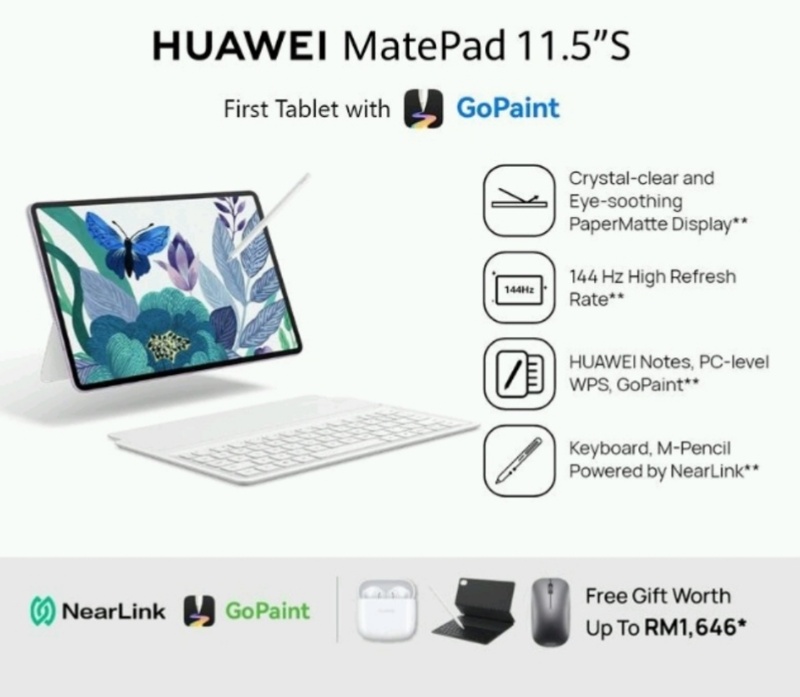 HUAWEI MatePad 11.5”S
First Tablet with GoPaint
Crystal-clear and
Eye-soothing
PaperMatte Display**
144Hz
144 Hz High Refresh
Rate**
HUAWEI Notes, PC-level
WPS, GoPaint**
Keyboard, M-Pencil
Powered by NearLink**
NearLink GoPaint
Free Gift Worth
Up To RM1,646*